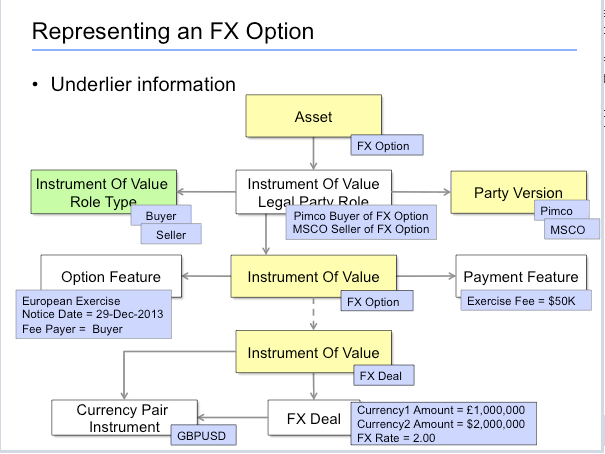 Representing an FX Option
• Underlier information
Asset
FX Option
Instrument Of Value
Role Type
Buyer
Seller
Instrument Of Value
Legal Party Role
Pimco Buyer of FX Option
MSCO Seller of FX Option
Party Version
Pimco
MSCO
Option Feature
European Exercise
Notice Date = 29-Dec-2013
Fee Payer = Buyer
Instrument Of Value
FX Option
Payment Feature
Exercise Fee = $50K
Instrument Of Value
FX Deal
Currency Pair
Instrument
GBPUSD
FX Deal
Currency1 Amount = £1,000,000
Currency2 Amount = $2,000,000
FX Rate = 2.00